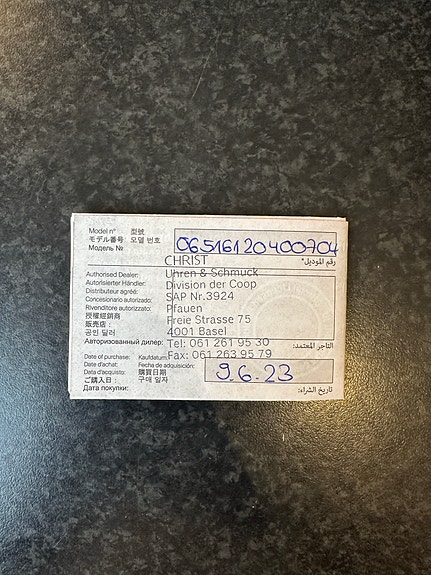 Model n° 型號
モデル番号 모델 번호
Модель № 06516120400704 رقم الموديل*
CHRIST
Authorised Dealer: Uhren & Schmuck
Autorisierter Händler: Division der Coop
Distributeur agréé: SAP Nr.3924
Concesionario autorizado:
Rivenditore autorizzato: Pfauen
授權經銷商 Freie Strasse 75
販売店：
공인 딜러 4001 Basel
Авторизованный дилер: Tel: 061 261 95 30 التاجر المعتمد:
Date of purchase: Kaufdatum: Fax: 061 263 95 79
Date d'achat: Fecha de adquisición:
Data d'acquisto: 購買日期 9.6.23
ご購入日： 구매 일자
Дата покупки: تاريخ الشراء: